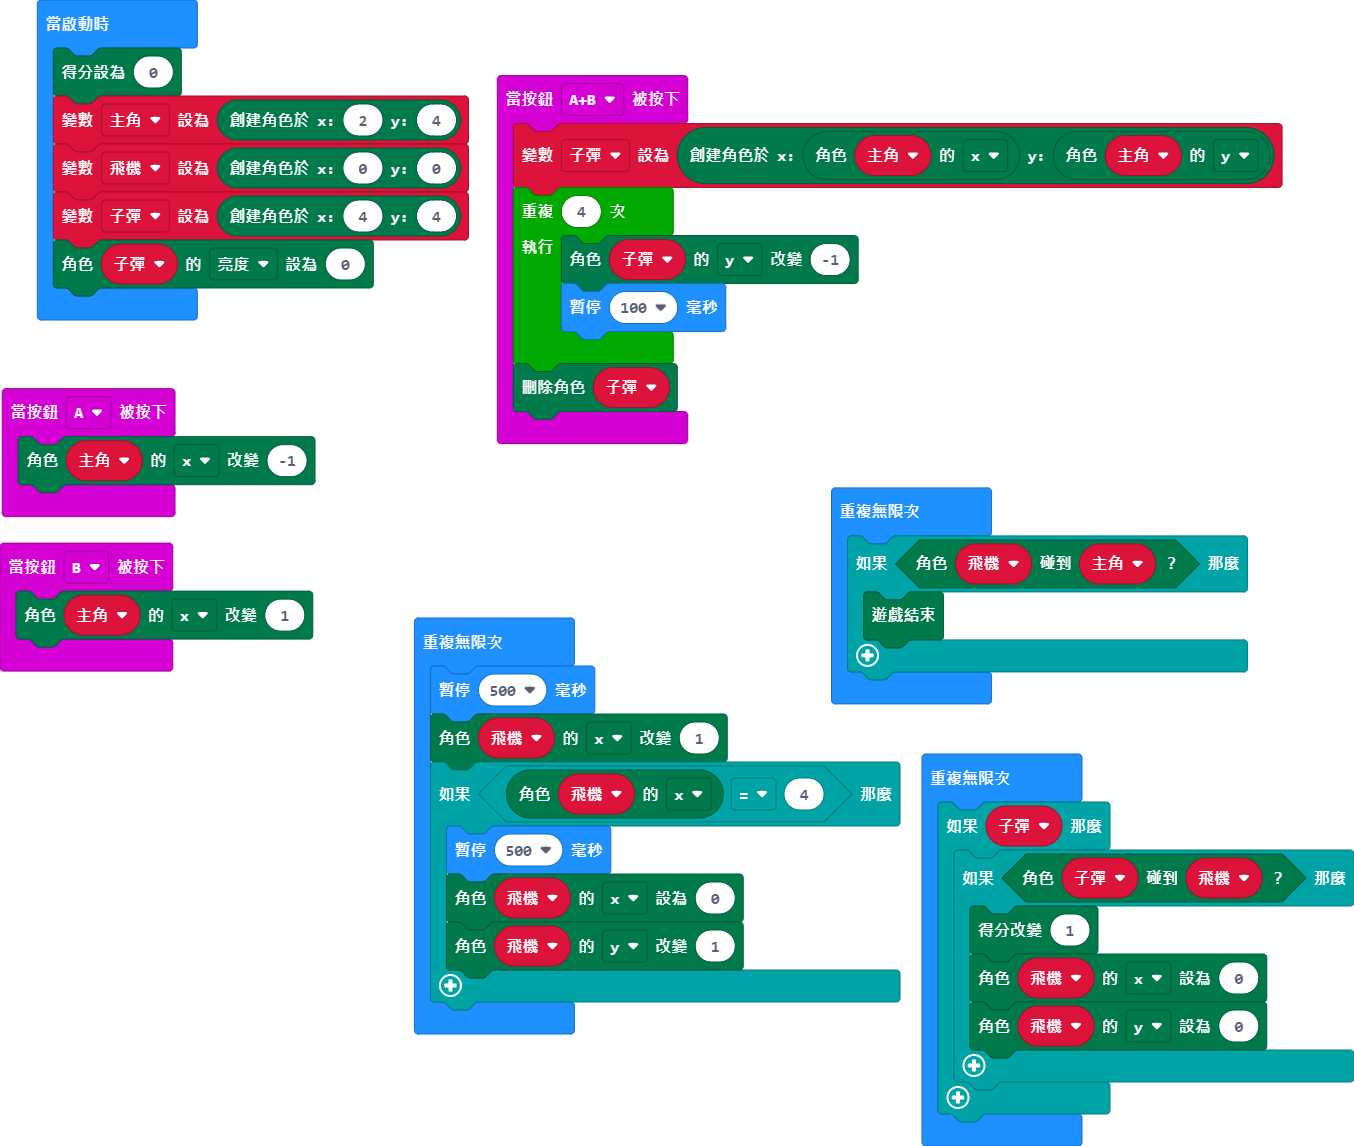 當啟動時
得分設為 0
變數 主角 設為 創建角色於 x: 2 y: 4
變數 飛機 設為 創建角色於 x: 0 y: 0
變數 子彈 設為 創建角色於 x: 4 y: 4
角色 子彈 的 亮度 設為 0
當按鈕 A+B 被按下
變數 子彈 設為 創建角色於 x: 角色 主角 的 x y: 角色 主角 的 y
重複 4 次
執行
角色 子彈 的 y 改變 -1
暫停 100 毫秒
刪除角色 子彈
當按鈕 A 被按下
角色 主角 的 x 改變 -1
當按鈕 B 被按下
角色 主角 的 x 改變 1
重複無限次
如果 角色 飛機 碰到 主角 ? 那麼
遊戲結束
重複無限次
暫停 500 毫秒
角色 飛機 的 x 改變 1
如果 角色 飛機 的 x = 4 那麼
暫停 500 毫秒
角色 飛機 的 x 設為 0
角色 飛機 的 y 改變 1
重複無限次
如果 子彈 那麼
如果 角色 子彈 碰到 飛機 ? 那麼
得分改變 1
角色 飛機 的 x 設為 0
角色 飛機 的 y 設為 0